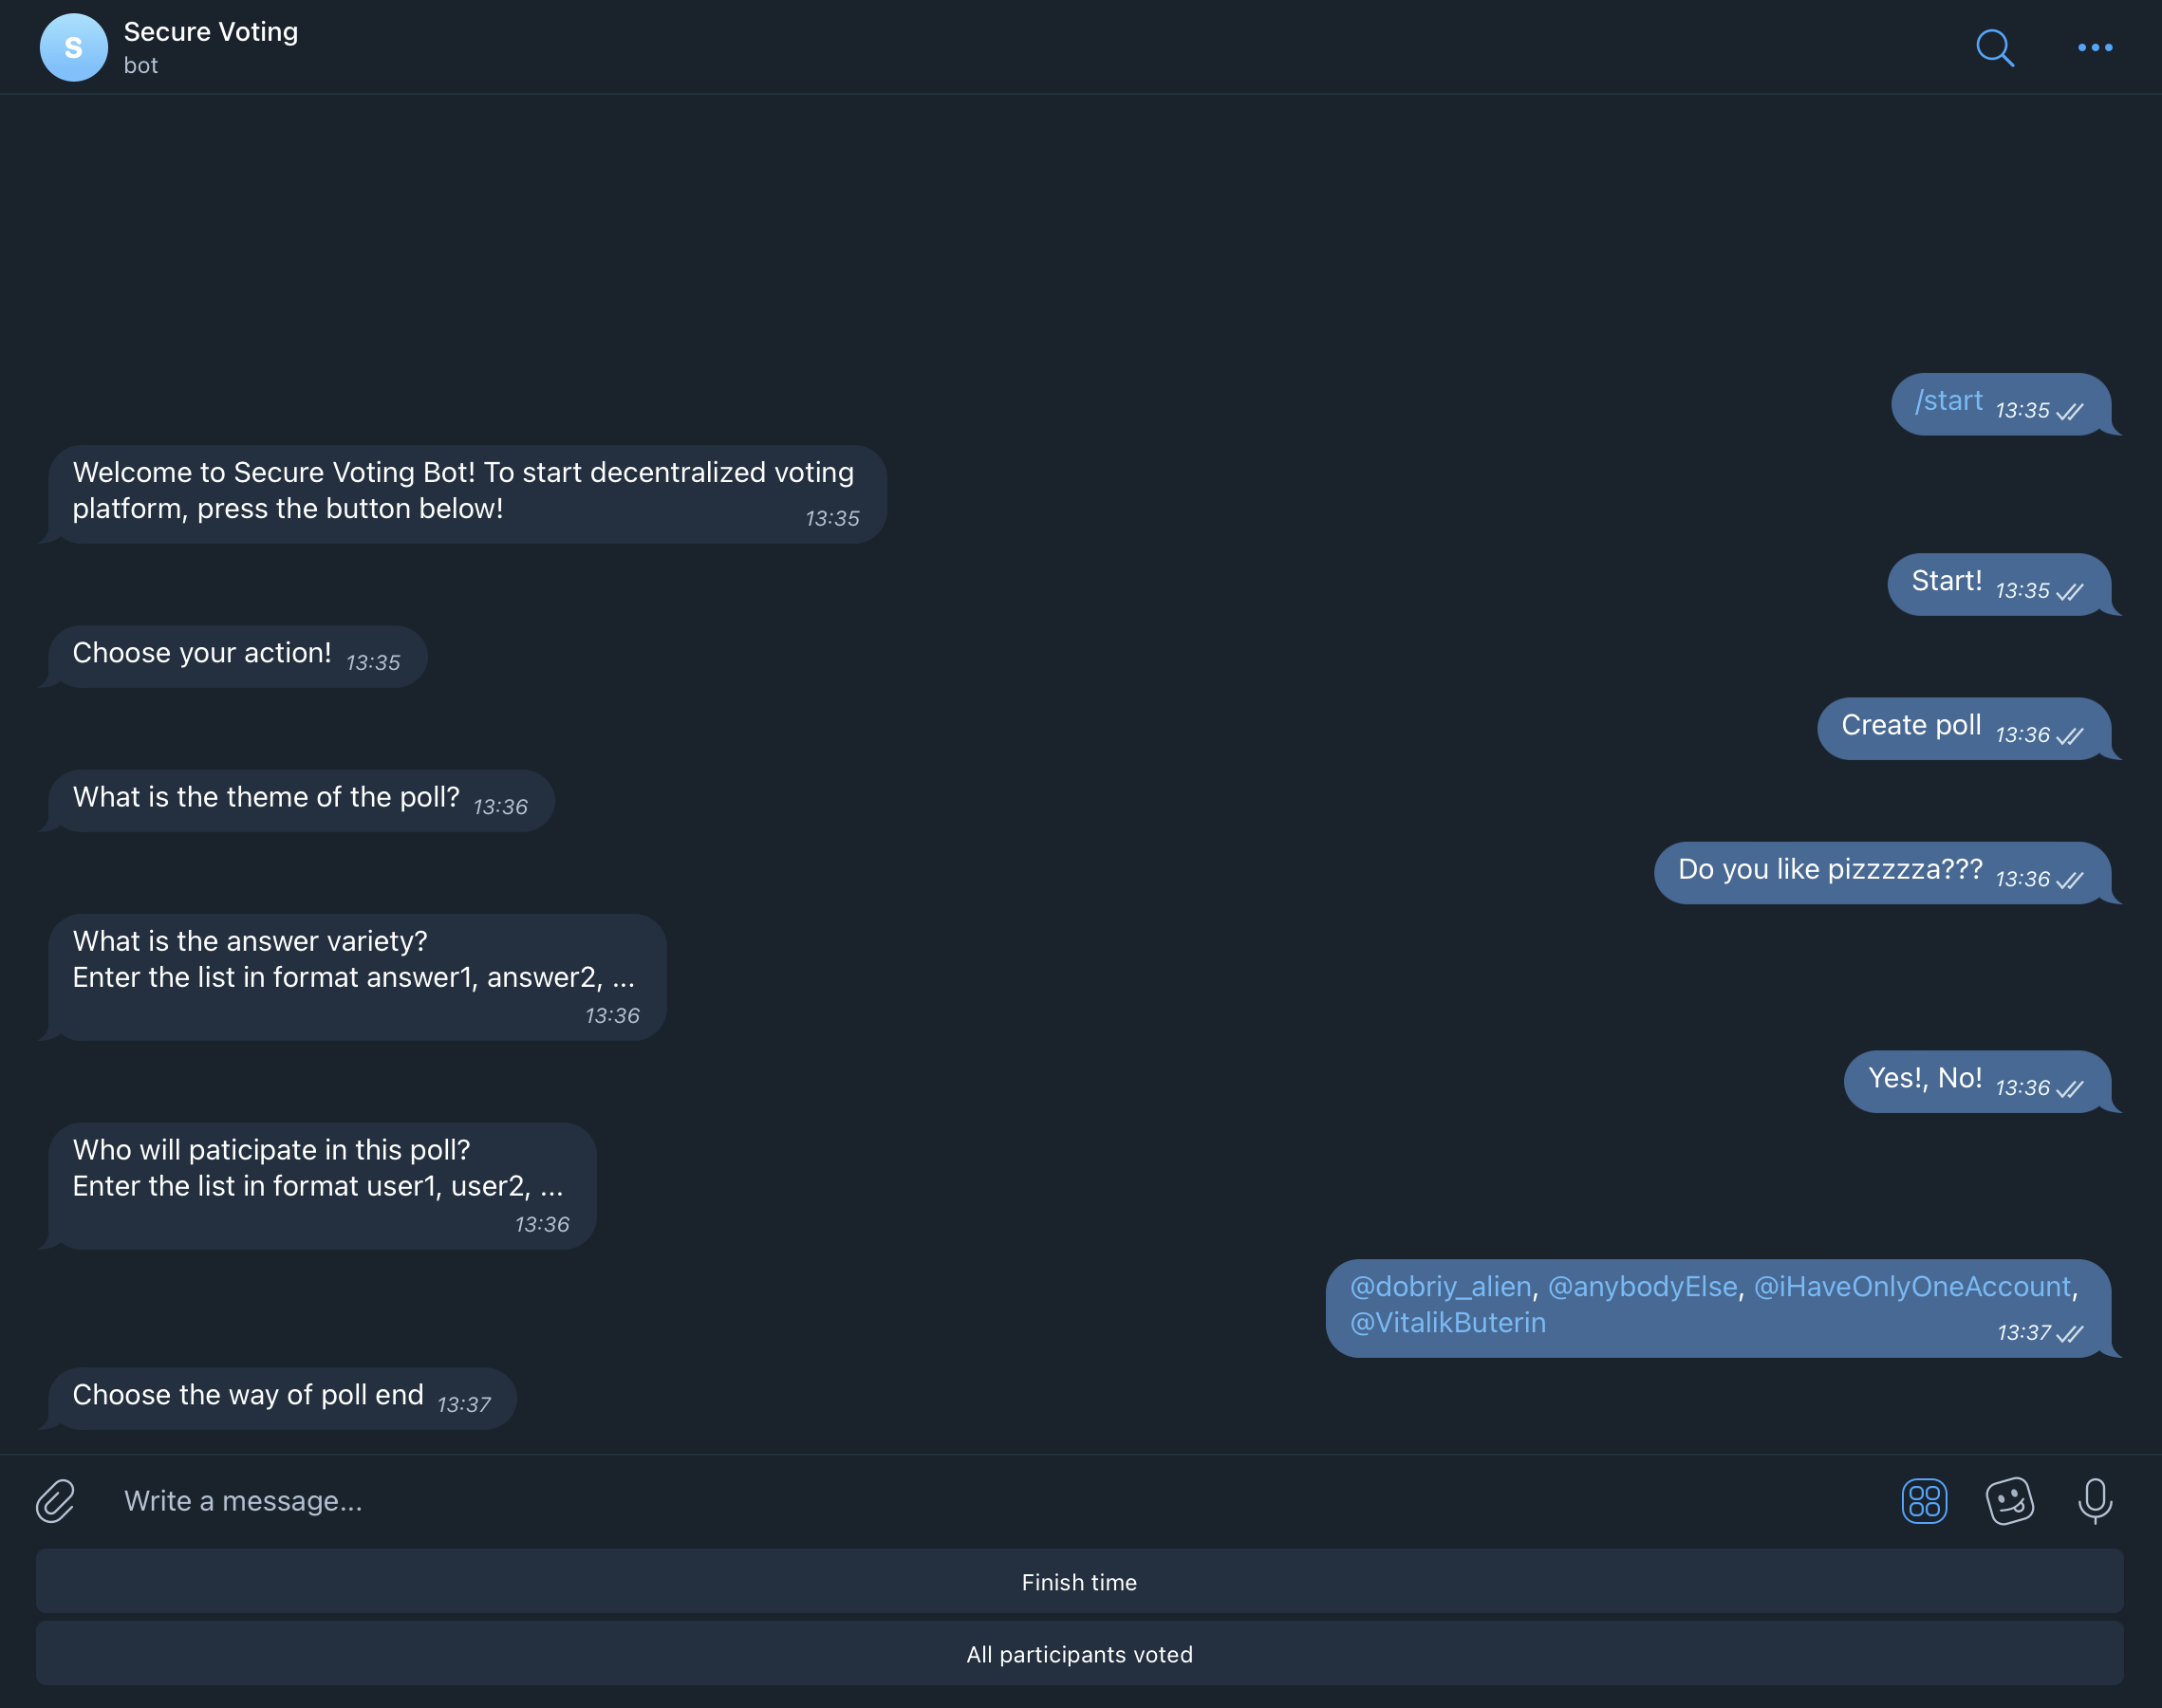 S
Secure Voting
bot
/start 13:35
Welcome to Secure Voting Bot! To start decentralized voting
platform, press the button below! 13:35
Start! 13:35
Choose your action! 13:35
Create poll 13:36
What is the theme of the poll? 13:36
Do you like pizzzzza??? 13:36
What is the answer variety?
Enter the list in format answer1, answer2, ...
13:36
Yes!, No! 13:36
Who will paticipate in this poll?
Enter the list in format user1, user2, ...
13:36
@dobriy_alien, @anybodyElse, @iHaveOnlyOneAccount,
@VitalikButerin 13:37
Choose the way of poll end 13:37
Write a message...
Finish time
All participants voted